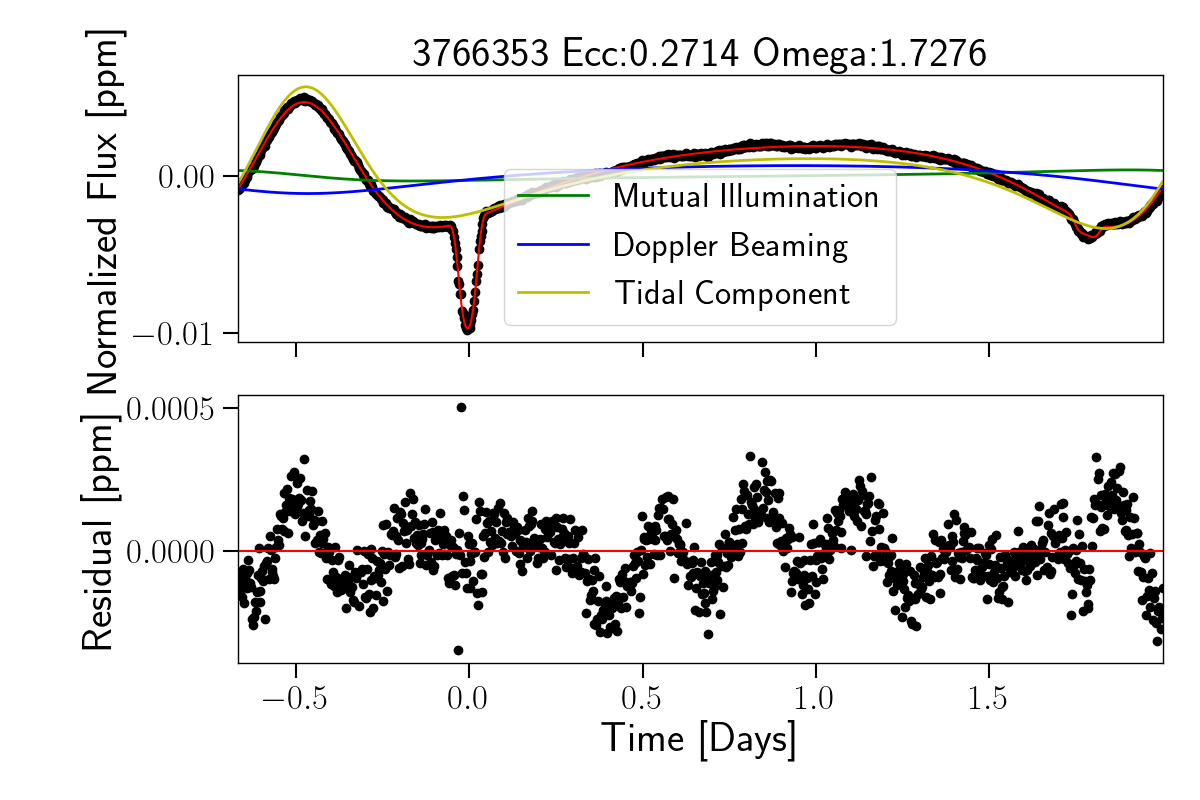 3766353 Ecc:0.2714 Omega:1.7276
Normalized Flux [ppm]
0.00
−0.01
Mutual Illumination
Doppler Beaming
Tidal Component
Residual [ppm]
0.0005
0.0000
−0.5 0.0 0.5 1.0 1.5
Time [Days]